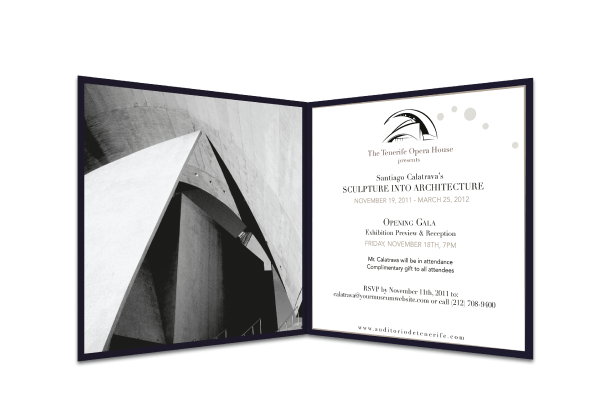 The Tenerife Opera House
presents
Santiago Calatrava's
SCULPTURE INTO ARCHITECTURE
NOVEMBER 19, 2011 - MARCH 25, 2012
OPENING GALA
Exhibition Preview & Reception
FRIDAY, NOVEMBER 18TH, 7PM
Mr. Calatrava will be in attendance
Complimentary gift to all attendees
RSVP by November 11th, 2011 to:
calatrava@yourmuseumwebsite.com or call (212) 708-9400
www.auditoriodetenerife.com